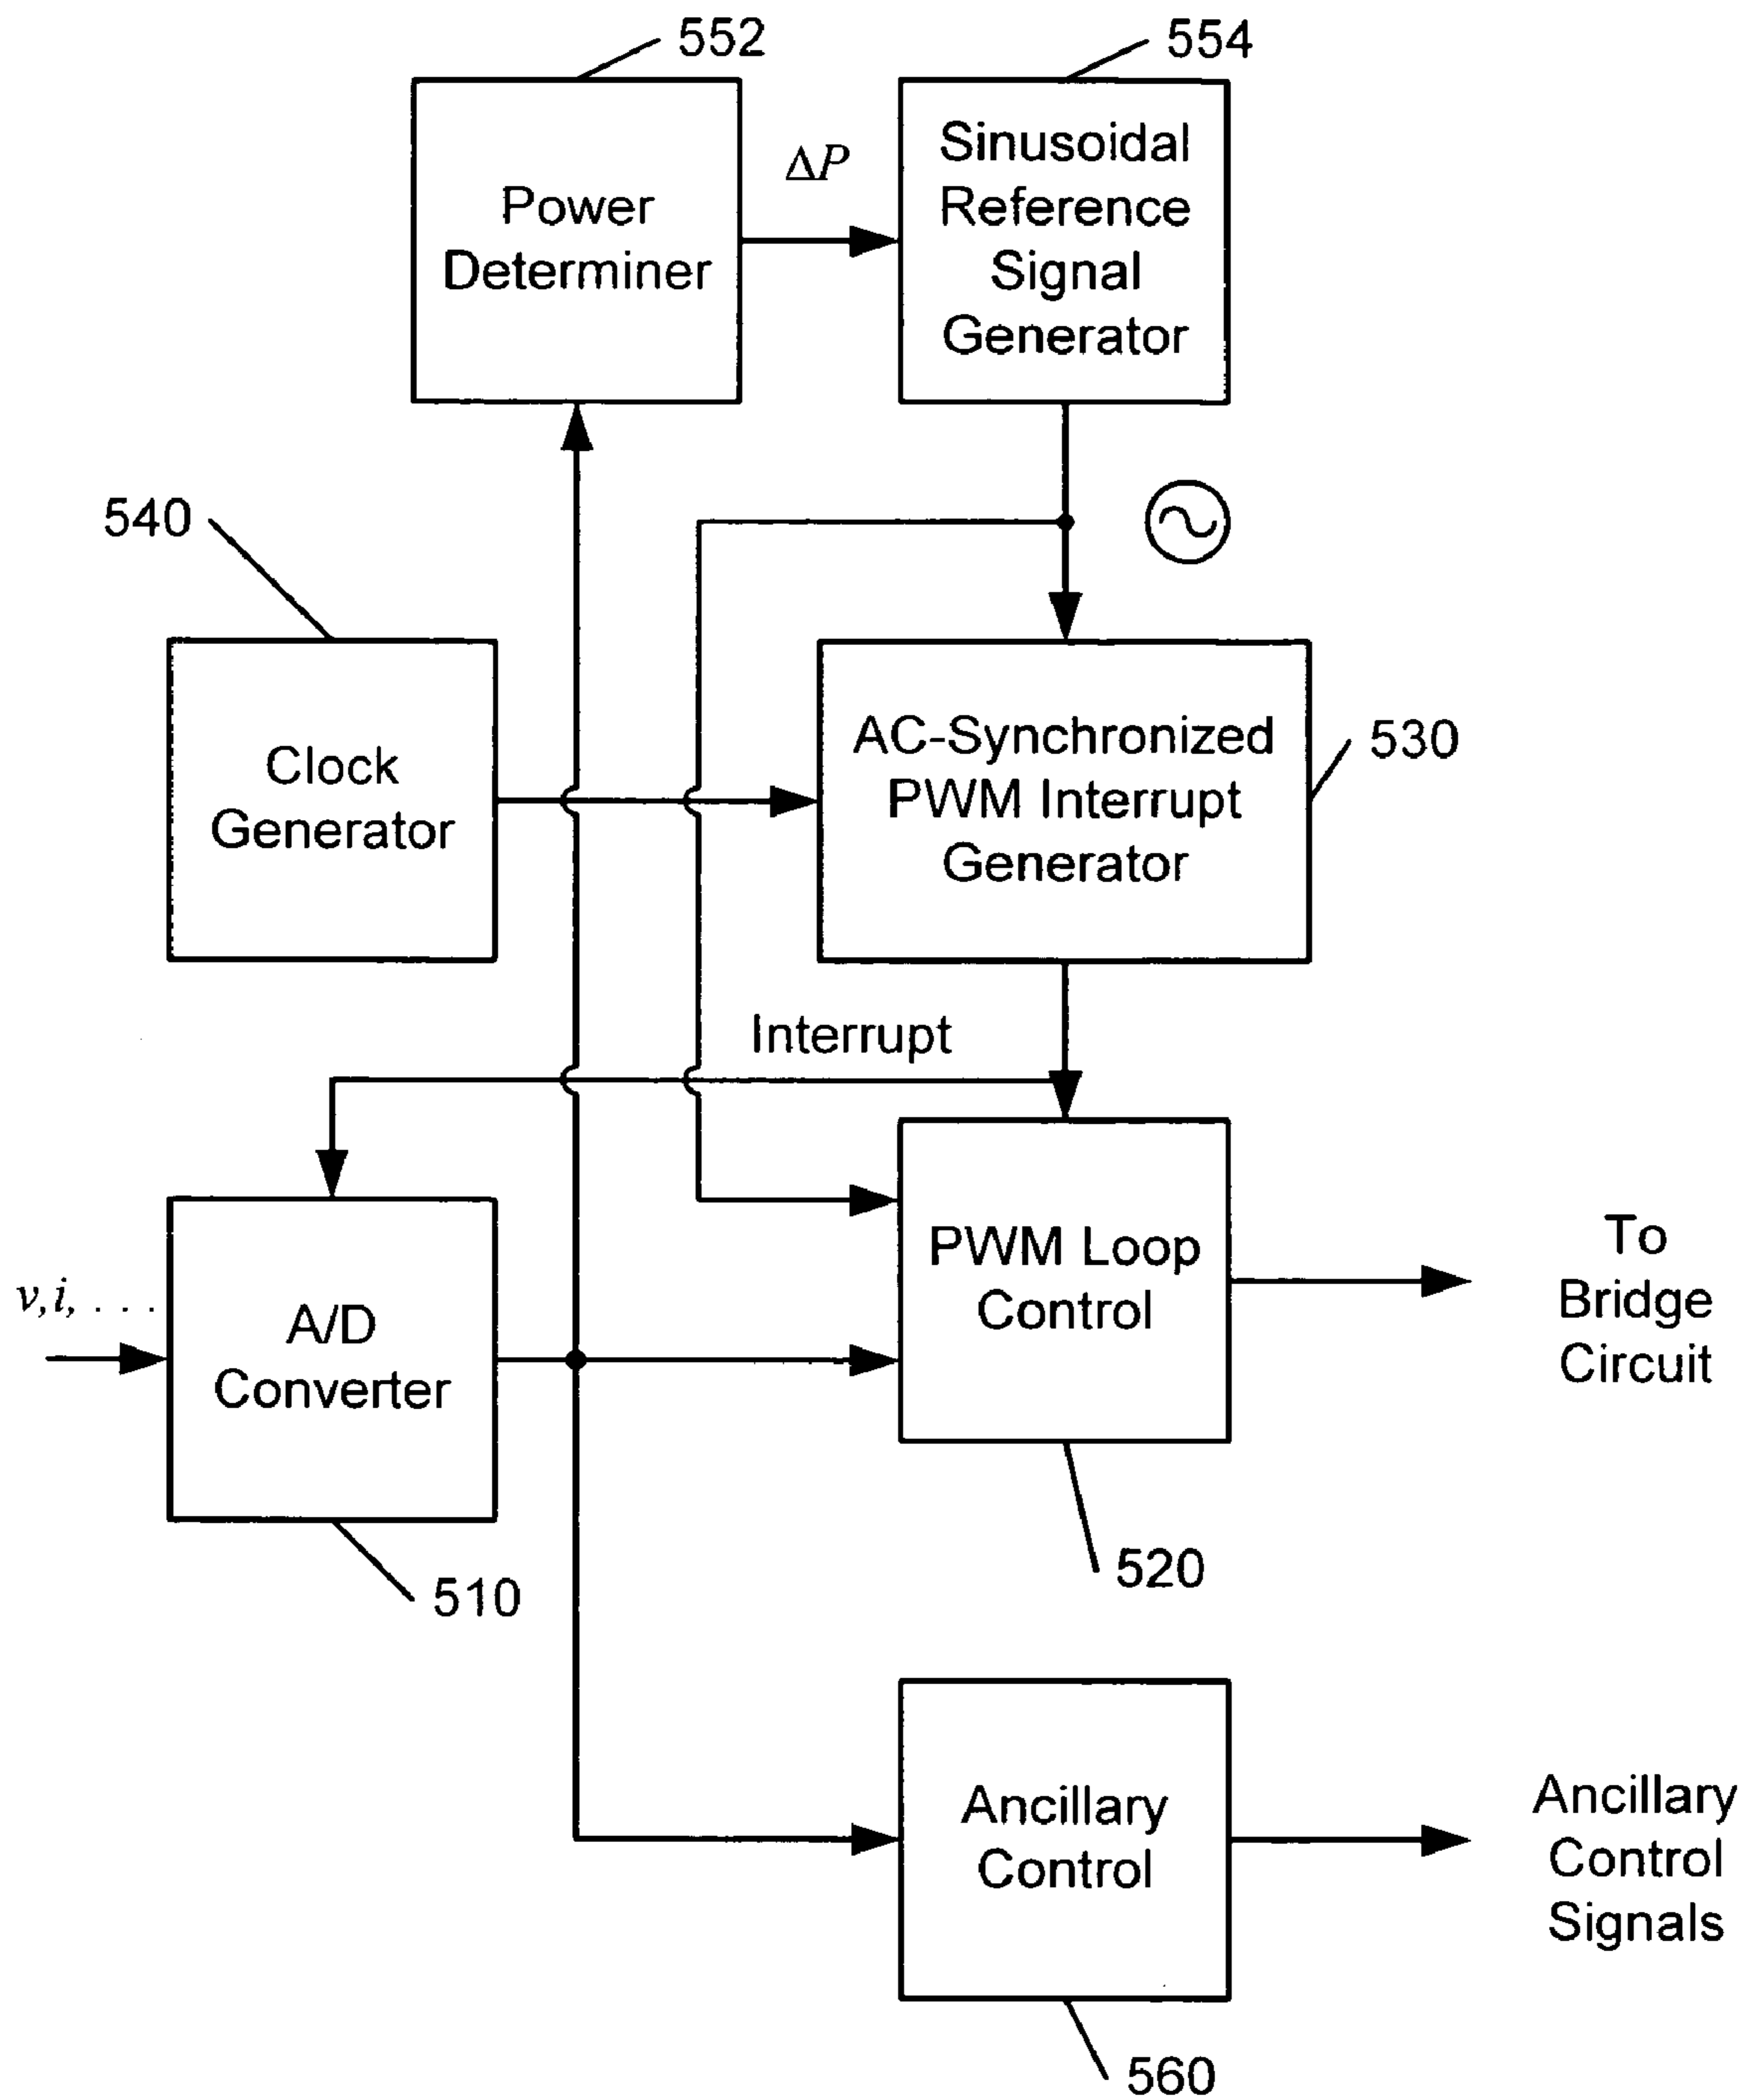 552
554
Power
Determiner
ΔP
Sinusoidal
Reference
Signal
Generator
540
Clock
Generator
AC-Synchronized
PWM Interrupt
Generator
530
Interrupt
v,i, . . .
A/D
Converter
510
PWM Loop
Control
520
To
Bridge
Circuit
Ancillary
Control
560
Ancillary
Control
Signals